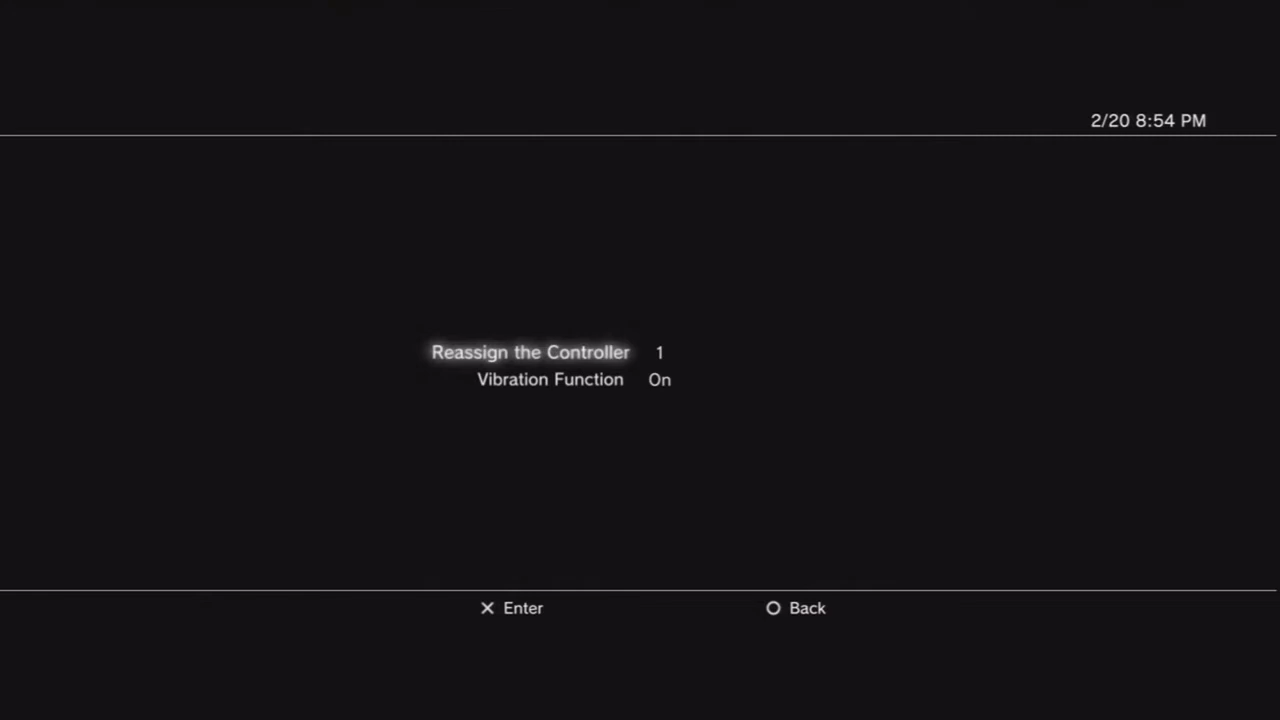 2/20 8:54 PM
Reassign the Controller 1
Vibration Function On
Enter Back